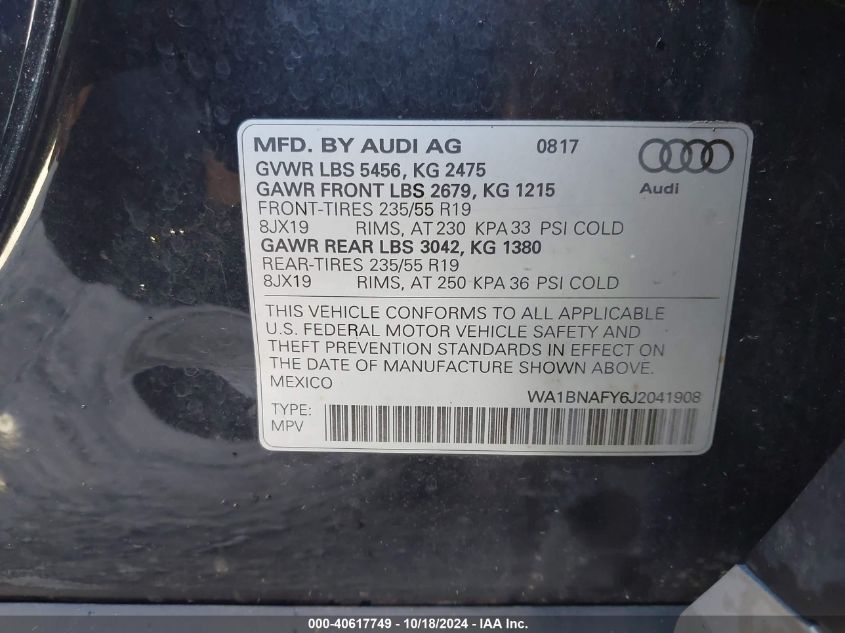 MFD. BY AUDI AG 0817
GVWR LBS 5456, KG 2475
GAWR FRONT LBS 2679, KG 1215
Audi
FRONT-TIRES 235/55 R19
8JX19 RIMS, AT 230 KPA 33 PSI COLD
GAWR REAR LBS 3042, KG 1380
REAR-TIRES 235/55 R19
8JX19 RIMS, AT 250 KPA 36 PSI COLD
THIS VEHICLE CONFORMS TO ALL APPLICABLE
U.S. FEDERAL MOTOR VEHICLE SAFETY AND
THEFT PREVENTION STANDARDS IN EFFECT ON
THE DATE OF MANUFACTURE SHOWN ABOVE.
MEXICO
WA1BNAFY6J2041908
TYPE:
MPV
000-40617749 - 10/18/2024 - IAA Inc.